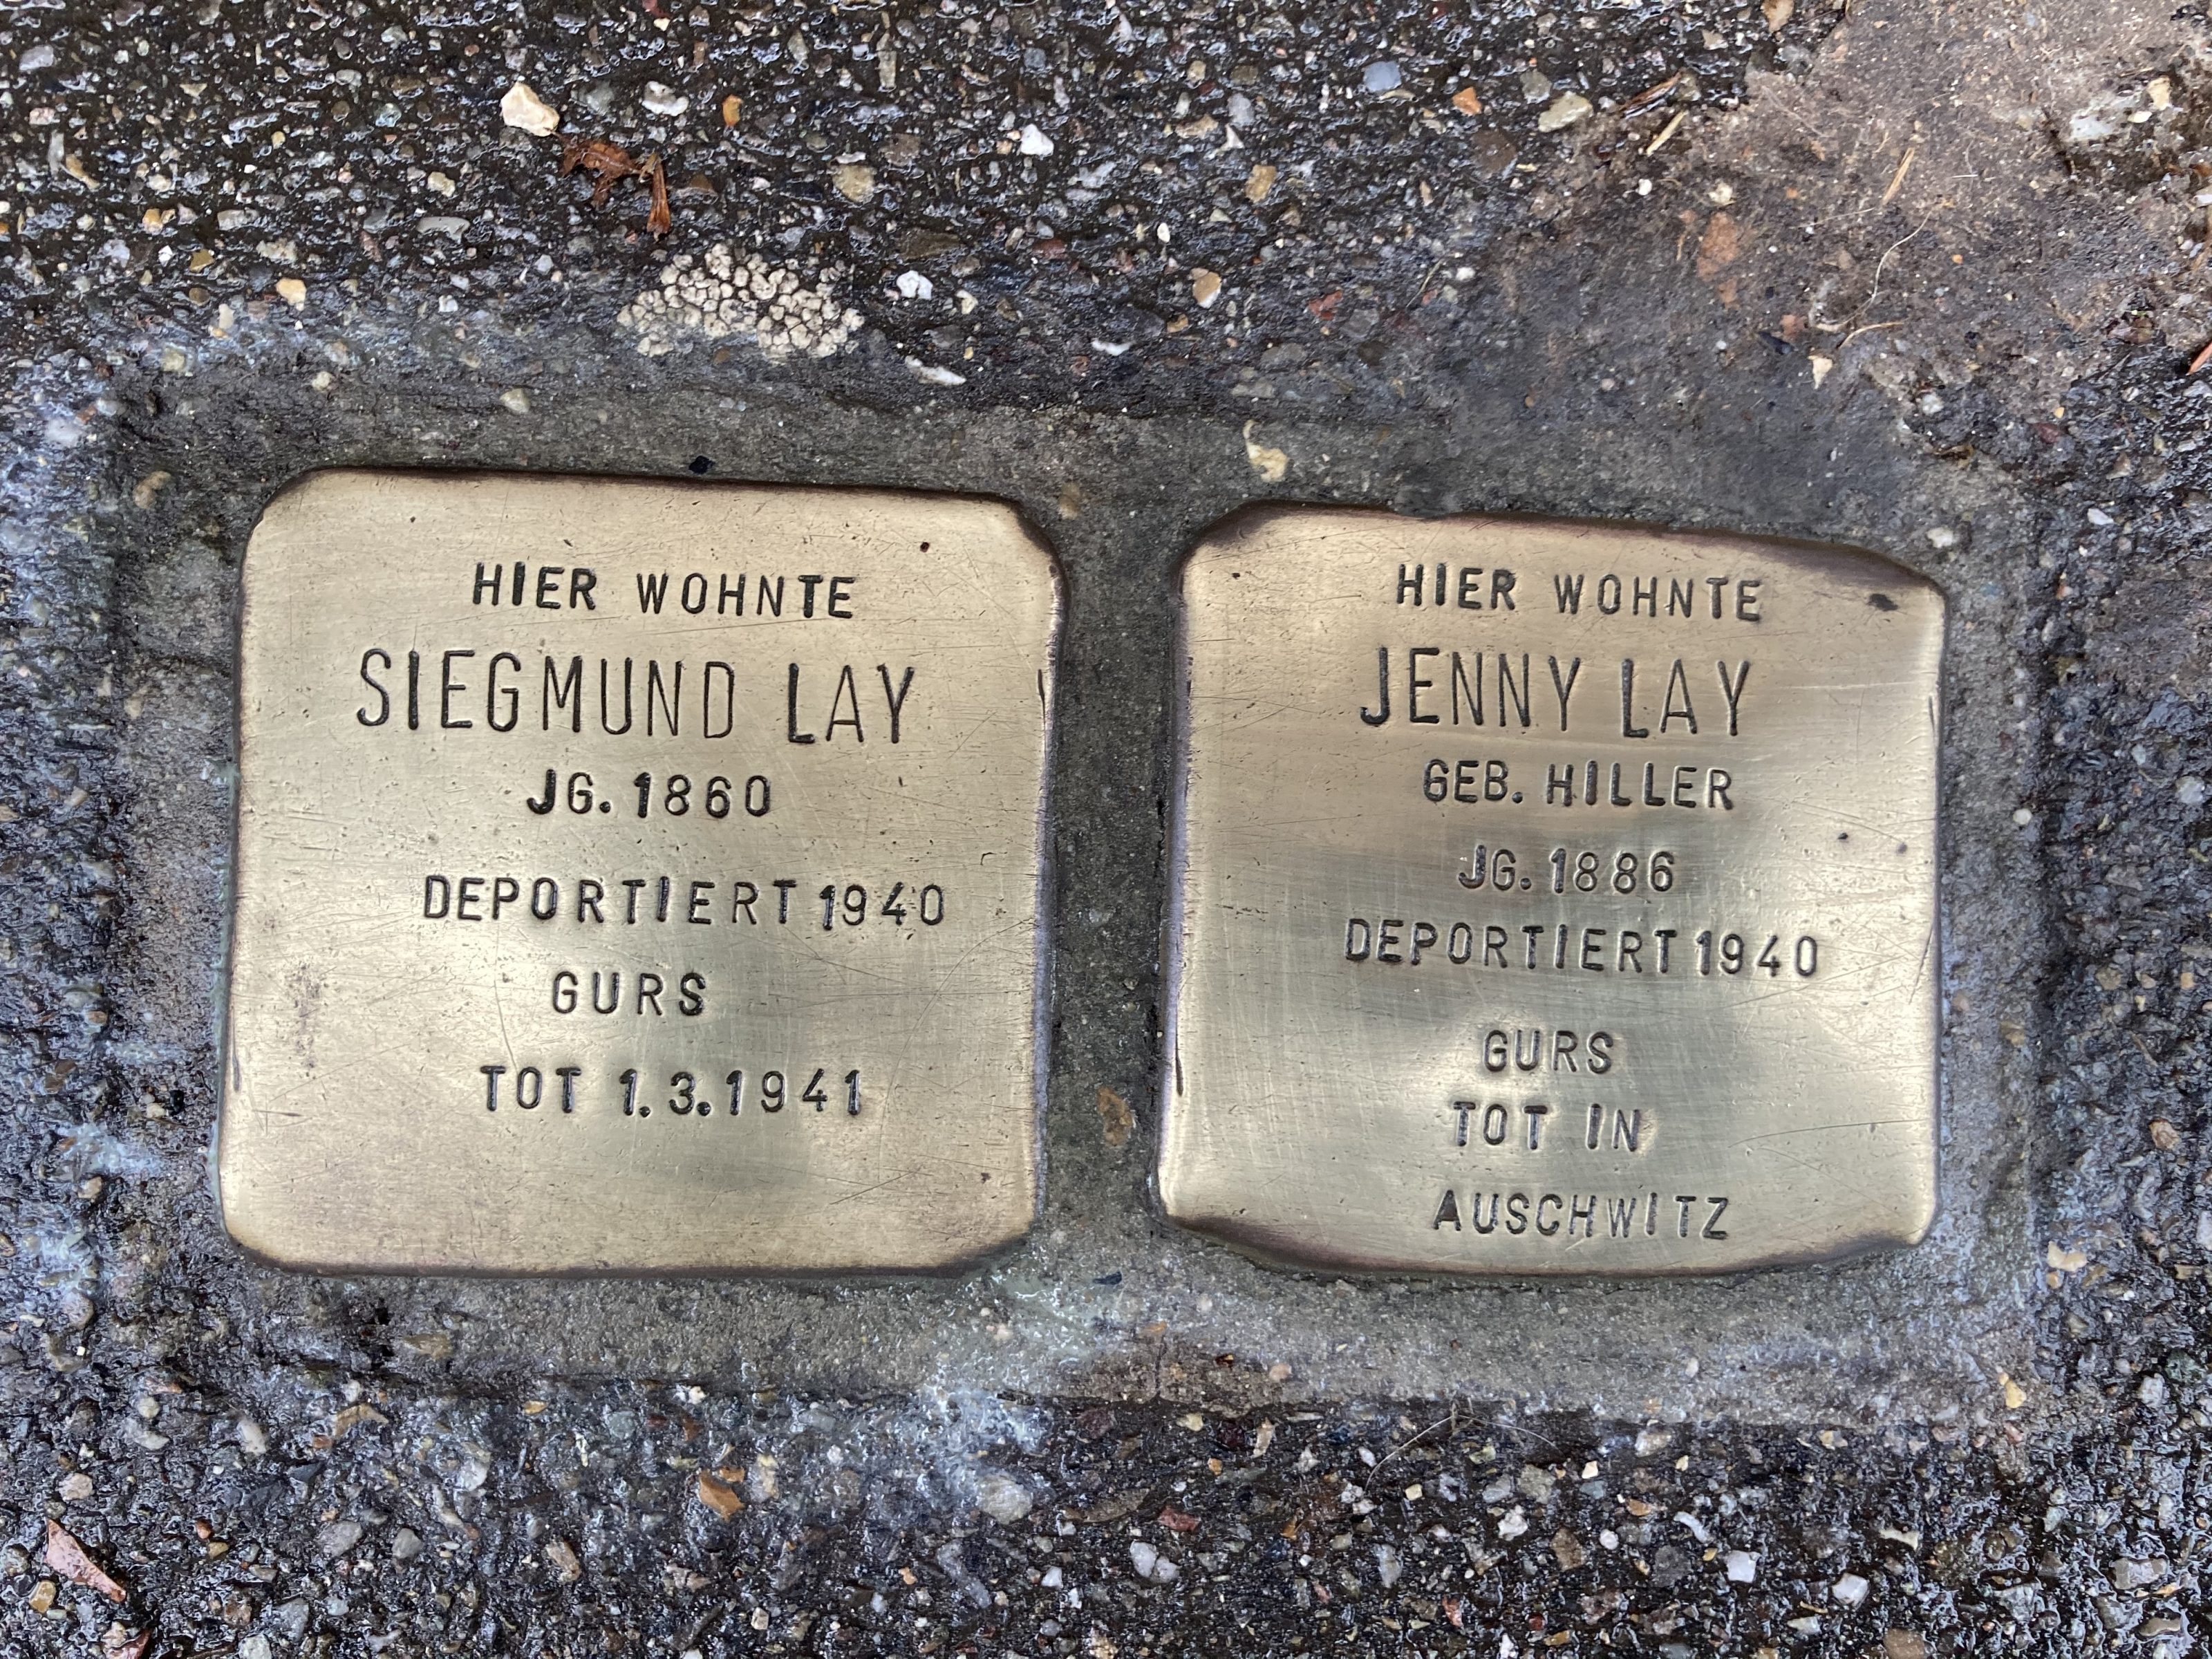 HIER WOHNTE
SIEGMUND LAY
JG. 1860
DEPORTIERT 1940
GURS
TOT 1.3.1941
HIER WOHNTE
JENNY LAY
GEB. HILLER
JG. 1886
DEPORTIERT 1940
GURS
TOT IN
AUSCHWITZ